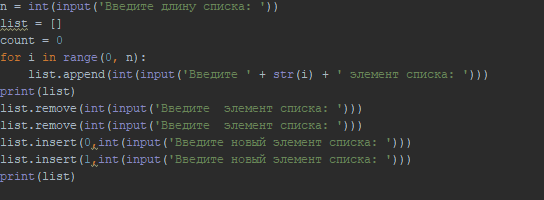 n = int(input('Введите длину списка: '))
list = []
count = 0
for i in range(0, n):
    list.append(int(input('Введите ' + str(i) + ' элемент списка: ')))
print(list)
list.remove(int(input('Введите  элемент списка: ')))
list.remove(int(input('Введите  элемент списка: ')))
list.insert(0,int(input('Введите новый элемент списка: ')))
list.insert(1,int(input('Введите новый элемент списка: ')))
print(list)